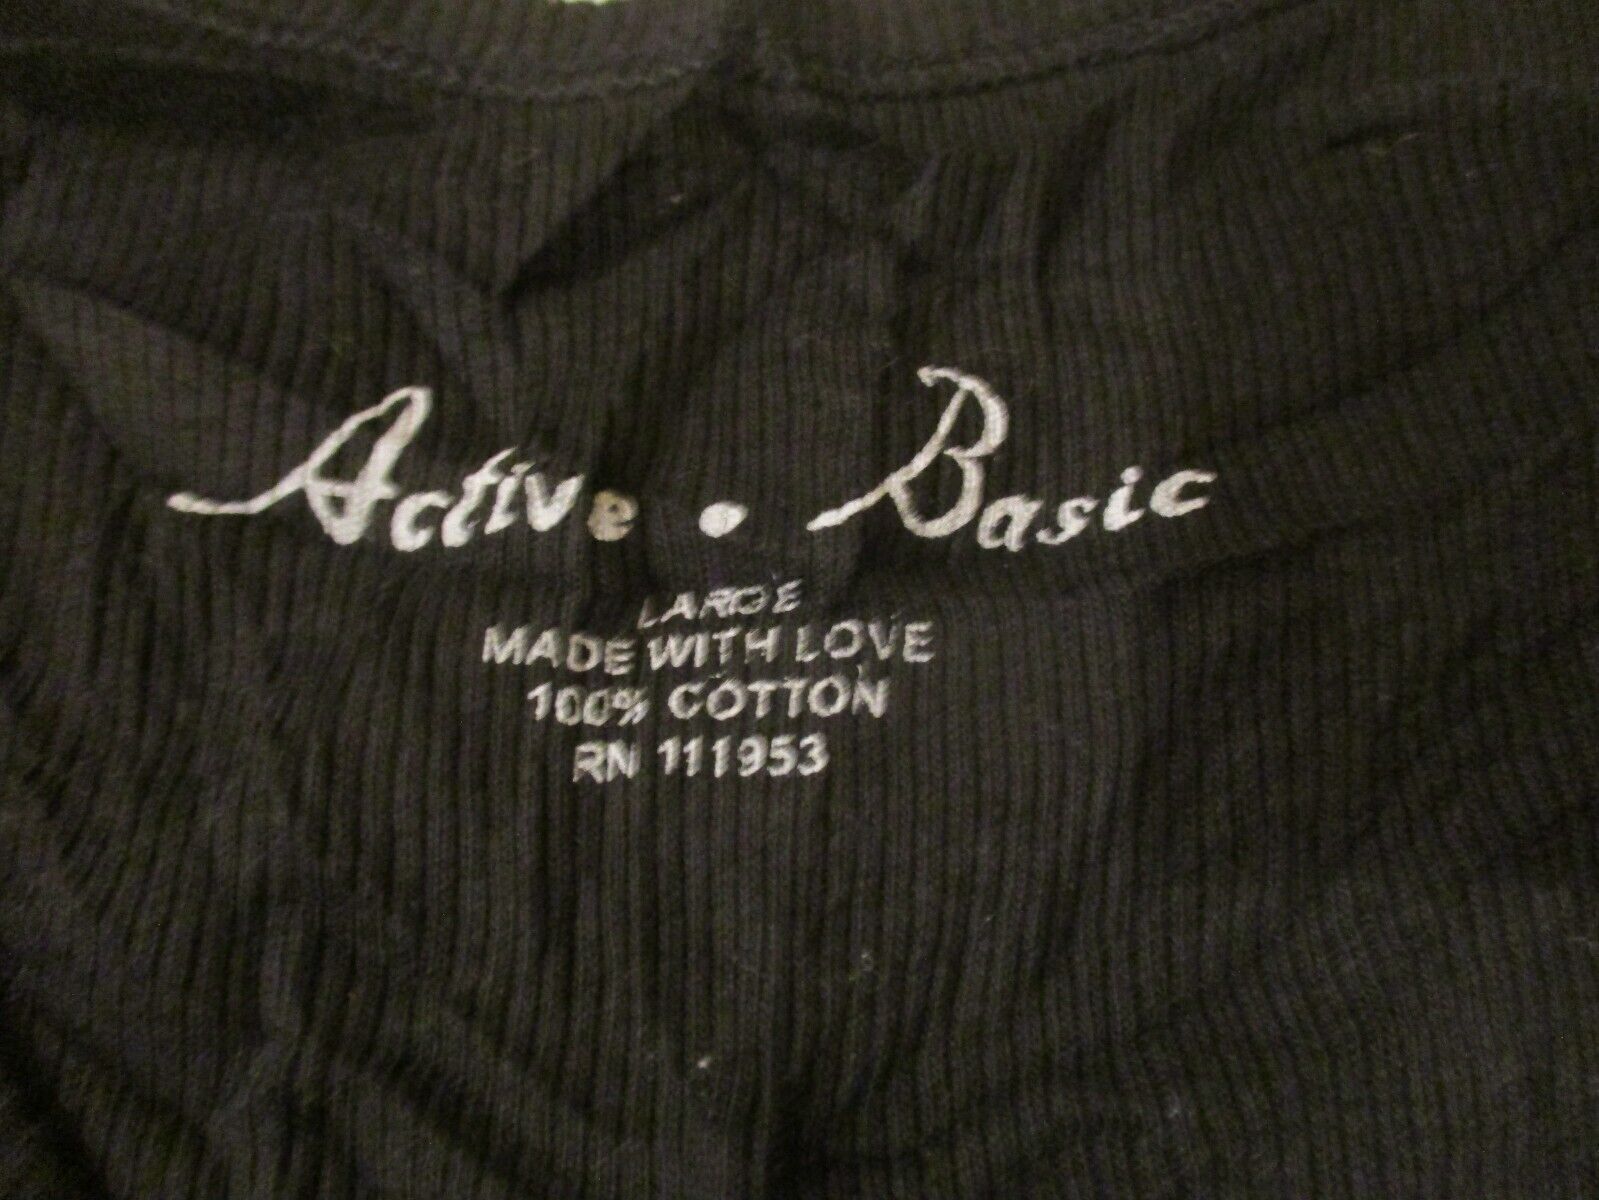 Active • Basic
LARGE
MADE WITH LOVE
100% COTTON
RN 111953